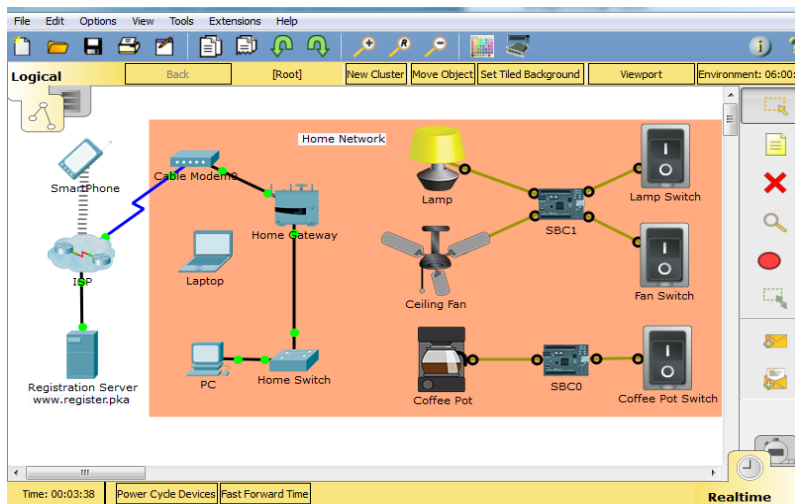 File Edit Options View Tools Extensions Help
Logical
Back
[Root]
New Cluster
Move Object
Set Tiled Background
Viewport
Environment: 06:00:
Home Network
SmartPhone
Cable Modem0
Lamp
Lamp Switch
SBC1
Home Gateway
ISP
Laptop
Ceiling Fan
Fan Switch
Registration Server
www.register.pka
PC
Home Switch
Coffee Pot
SBC0
Coffee Pot Switch
Time: 00:03:38
Power Cycle Devices
Fast Forward Time
Realtime